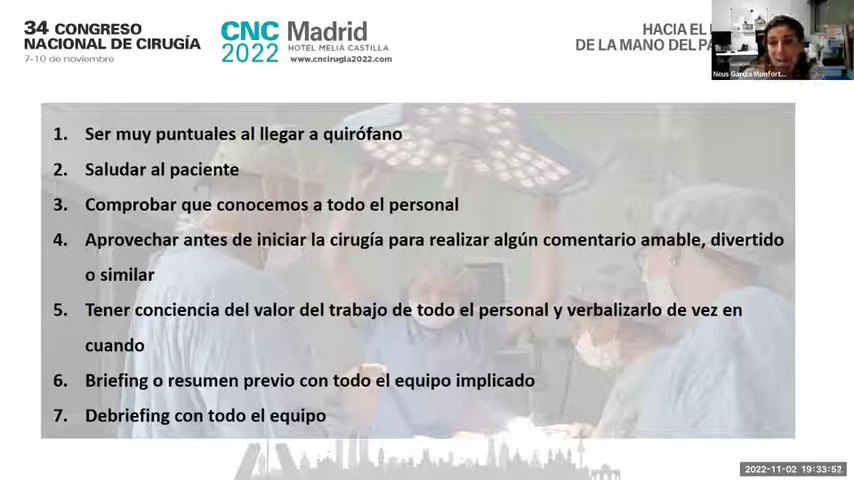 34 CONGRESO
NACIONAL DE CIRUGÍA
7-10 de noviembre
CNC
2022
Madrid
HOTEL MELIÁ CASTILLA
www.cncirugia2022.com
HACIA EL
DE LA MANO DEL
Neus García Monfort...
1. Ser muy puntuales al llegar a quirófano
2. Saludar al paciente
3. Comprobar que conocemos a todo el personal
4. Aprovechar antes de iniciar la cirugía para realizar algún comentario amable, divertido
o similar
5. Tener conciencia del valor del trabajo de todo el personal y verbalizarlo de vez en
cuando
6. Briefing o resumen previo con todo el equipo implicado
7. Debriefing con todo el equipo
2022-11-02 19:33:52